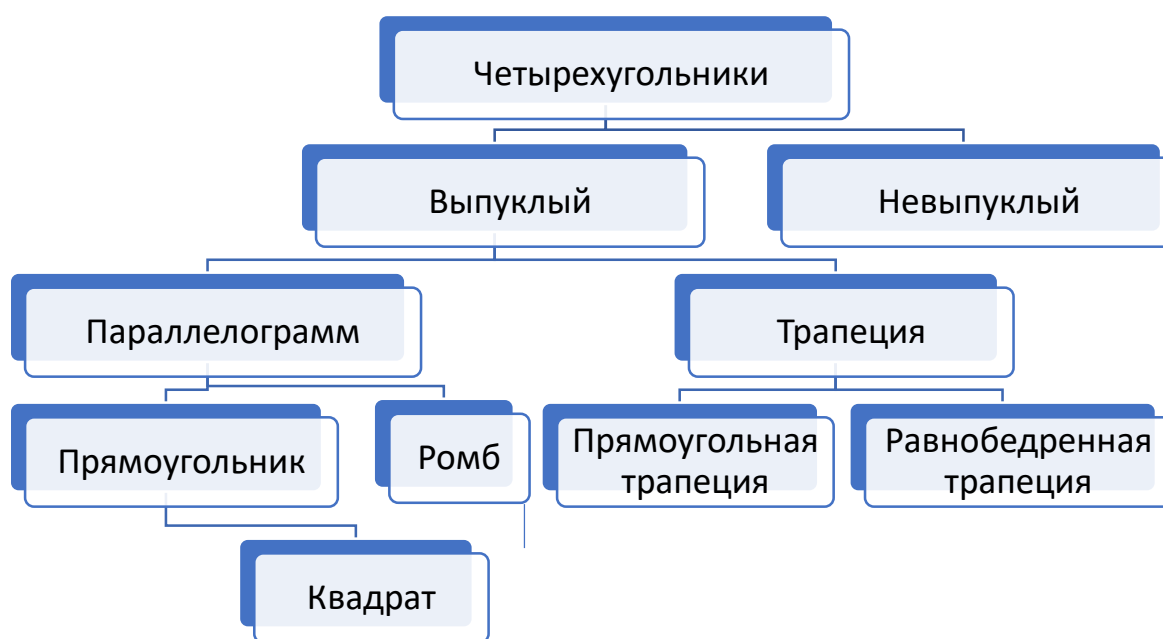 Четырехугольники
Выпуклый
Невыпуклый
Параллелограмм
Трапеция
Прямоугольник
Ромб
Прямоугольная
трапеция
Равнобедренная
трапеция
Квадрат